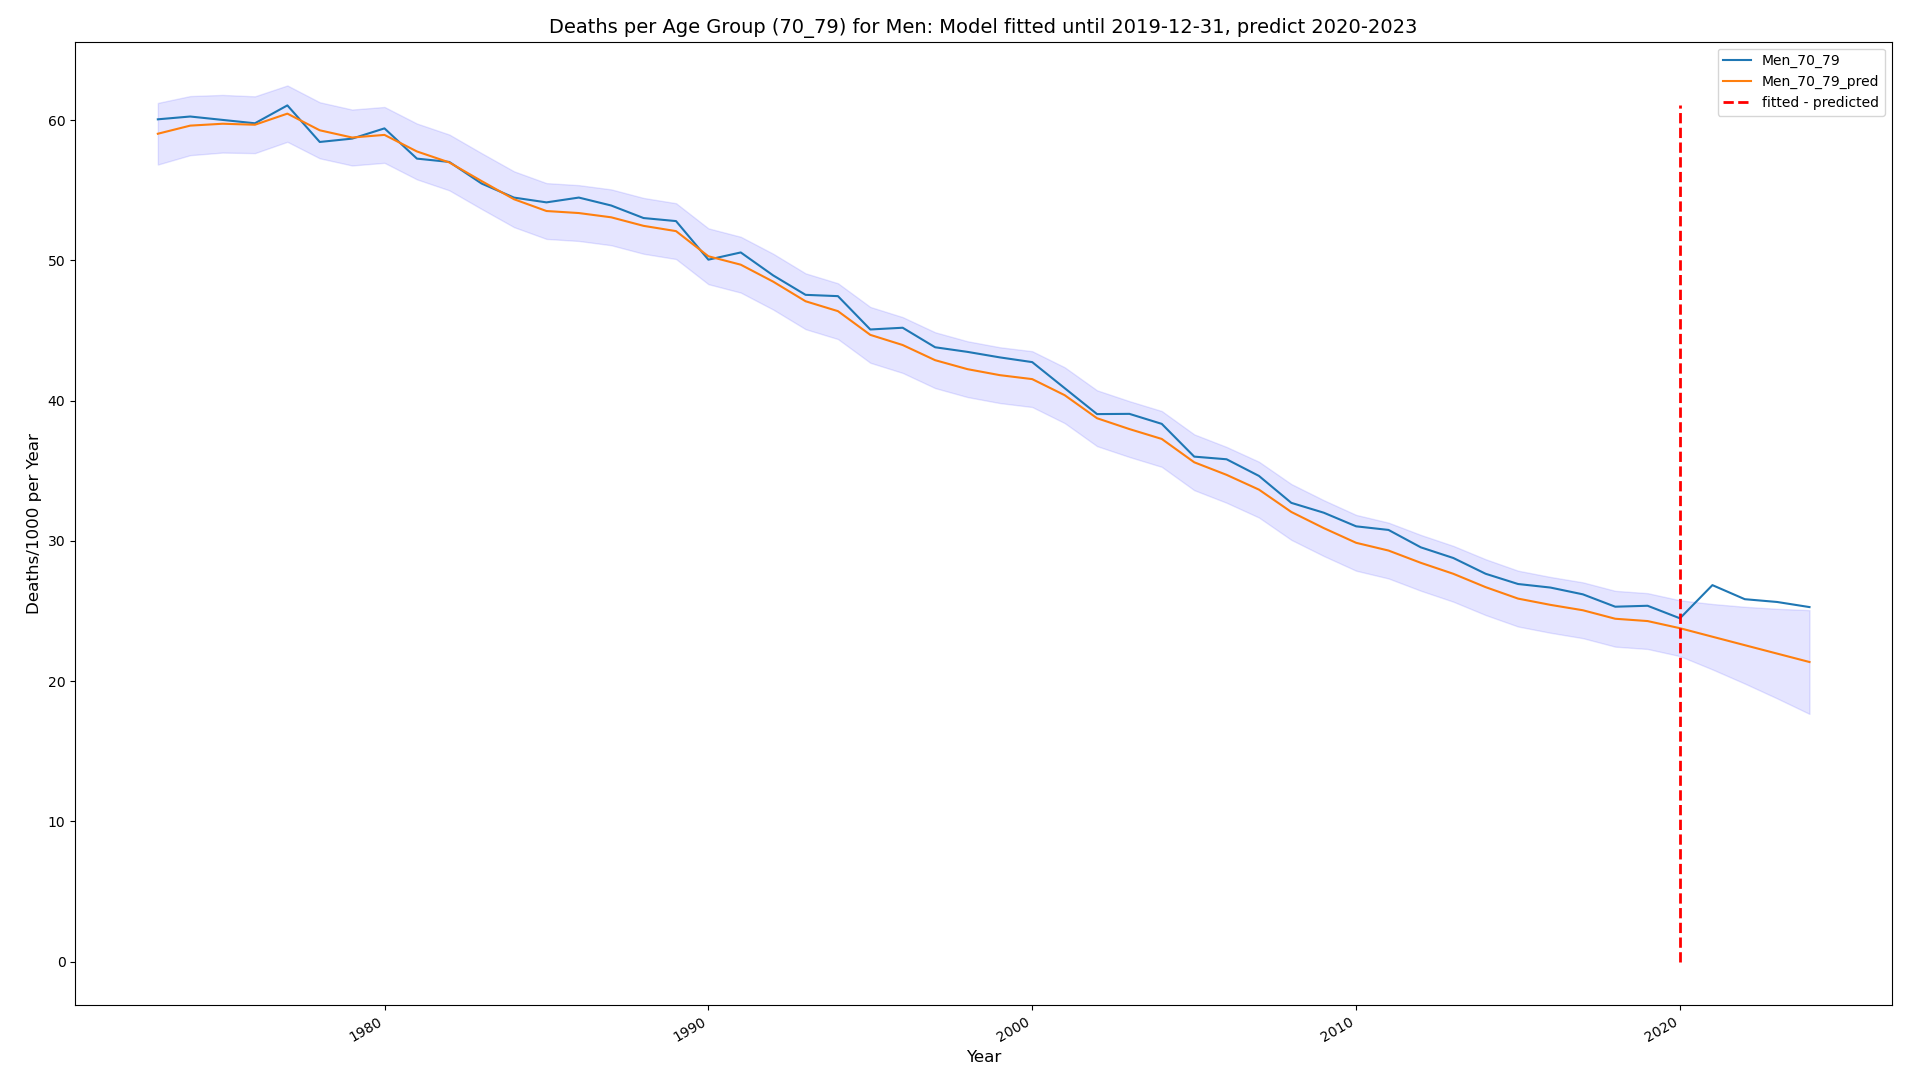 Deaths per Age Group (70_79) for Men: Model fitted until 2019-12-31, predict 2020-2023
Men_70_79
Men_70_79_pred
fitted - predicted
Deaths/1000 per Year
60
50
40
30
20
10
0
1980
1990
2000
2010
2020
Year